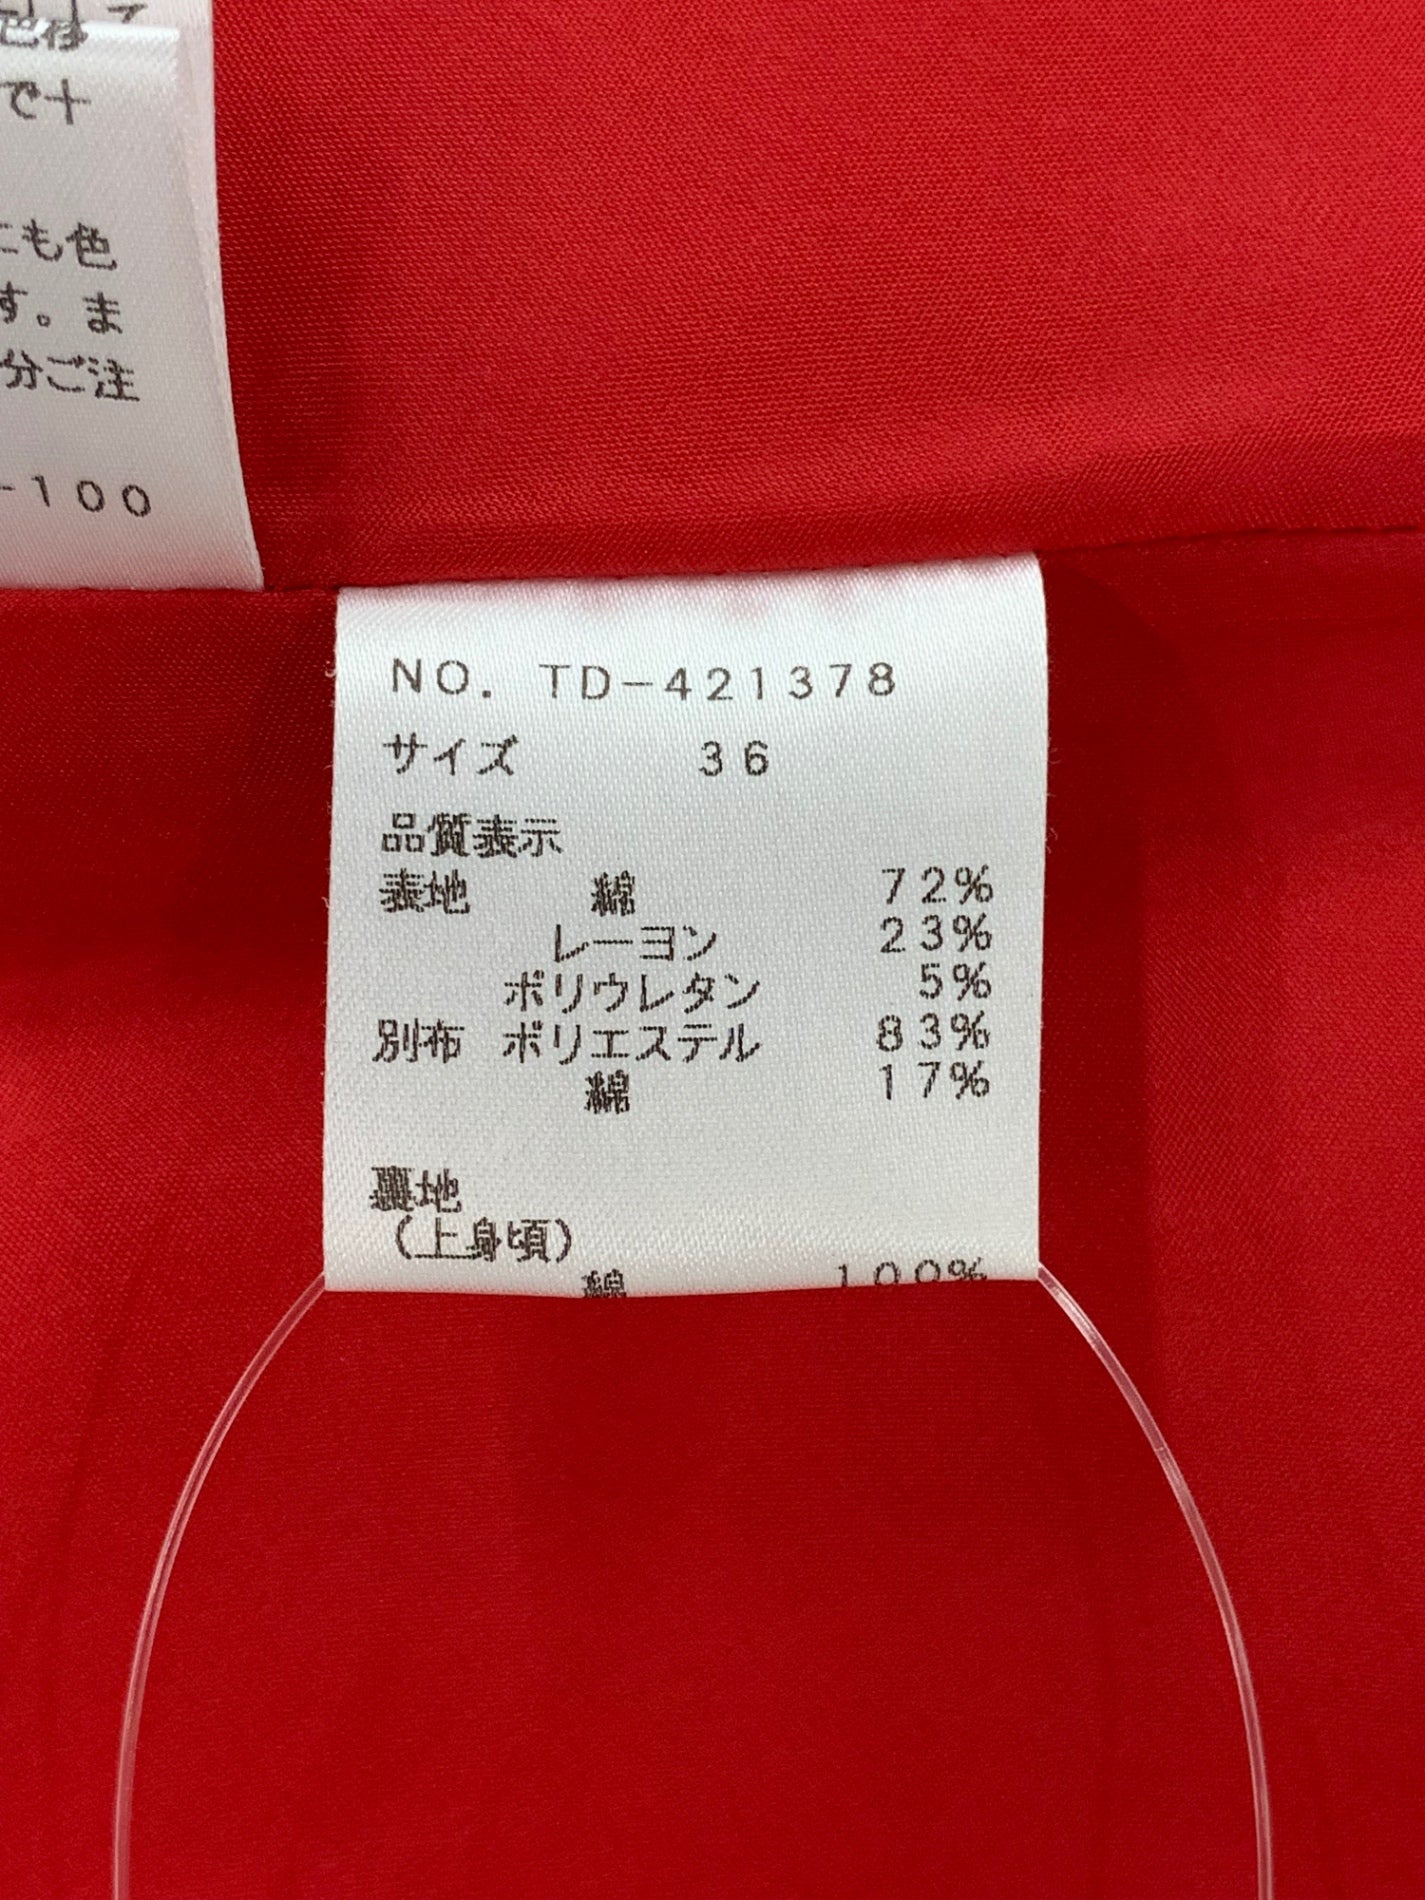 で十
にも色
す。ま
分ご注
-100
NO. TD-421378
サイズ 36
品質表示
表地 綿 72%
レーヨン 23%
ポリウレタン 5%
別布 ポリエステル 83%
綿 17%
裏地
(上身頃)
綿 100%